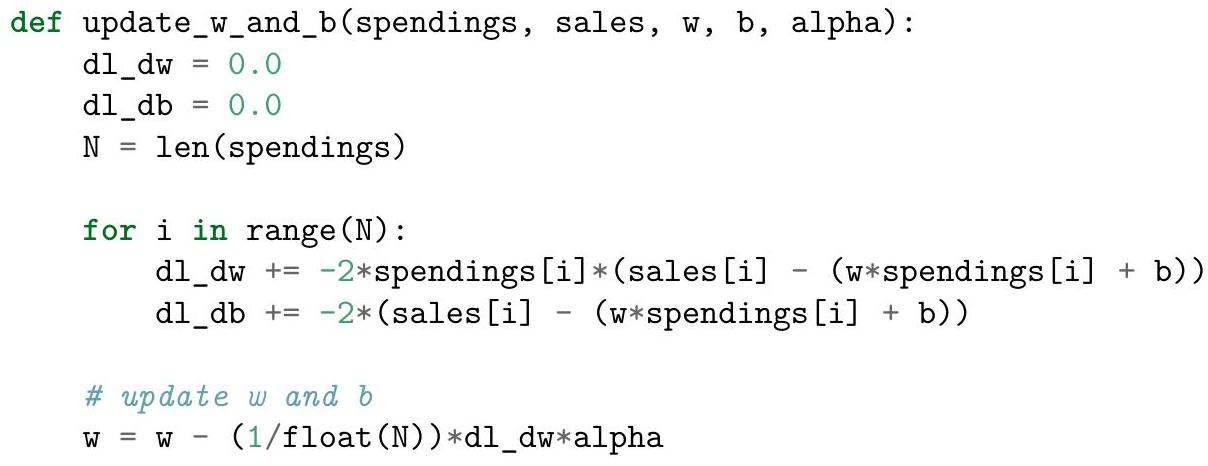 def update_w_and_b(spendings, sales, w, b, alpha):
    dl_dw = 0.0
    dl_db = 0.0
    N = len(spendings)

    for i in range(N):
        dl_dw += -2*spendings[i]*(sales[i] - (w*spendings[i] + b))
        dl_db += -2*(sales[i] - (w*spendings[i] + b))

    # update w and b
    w = w - (1/float(N))*dl_dw*alpha